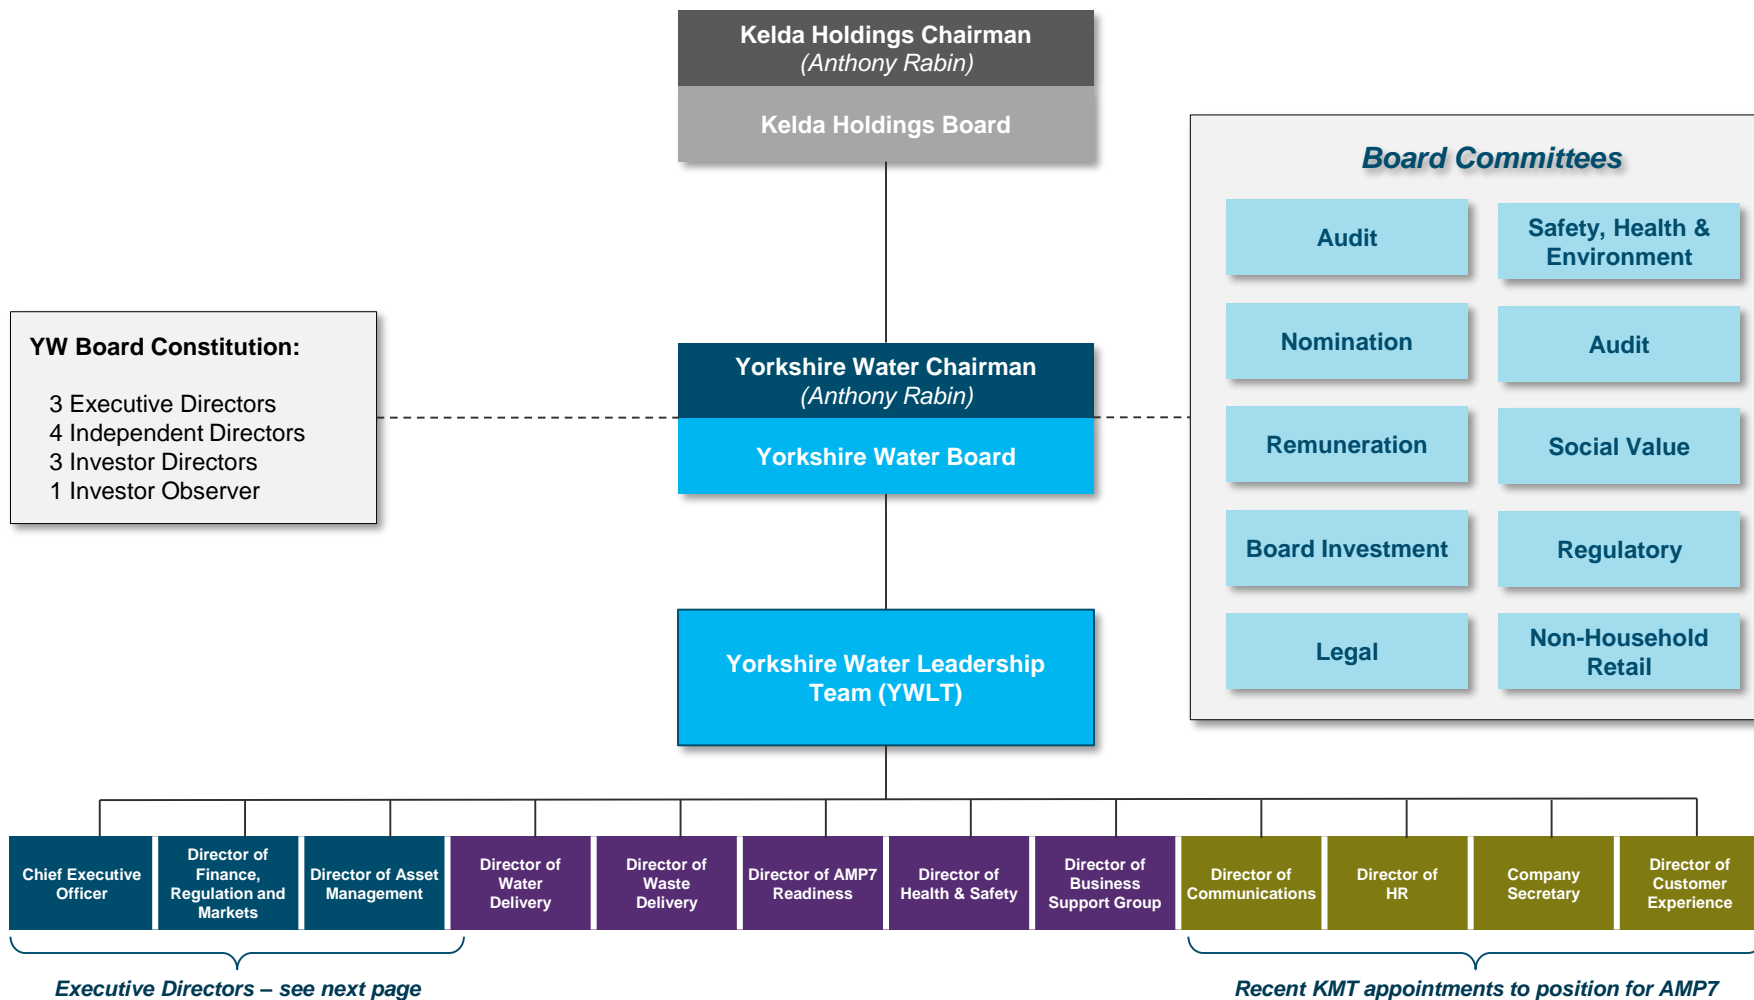 Kelda Holdings Chairman
(Anthony Rabin)
Kelda Holdings Board
Board Committees
Audit
Safety, Health &
Environment
Nomination
Audit
Remuneration
Social Value
Board Investment
Regulatory
Legal
Non-Household
Retail
YW Board Constitution:
3 Executive Directors
4 Independent Directors
3 Investor Directors
1 Investor Observer
Yorkshire Water Chairman
(Anthony Rabin)
Yorkshire Water Board
Yorkshire Water Leadership
Team (YWLT)
Chief Executive
Officer
Director of
Finance,
Regulation and
Markets
Director of Asset
Management
Director of
Water
Delivery
Director of
Waste
Delivery
Director of AMP7
Readiness
Director of
Health & Safety
Director of
Business
Support Group
Director of
Communications
Director of
HR
Company
Secretary
Director of
Customer
Experience
Executive Directors – see next page
Recent KMT appointments to position for AMP7